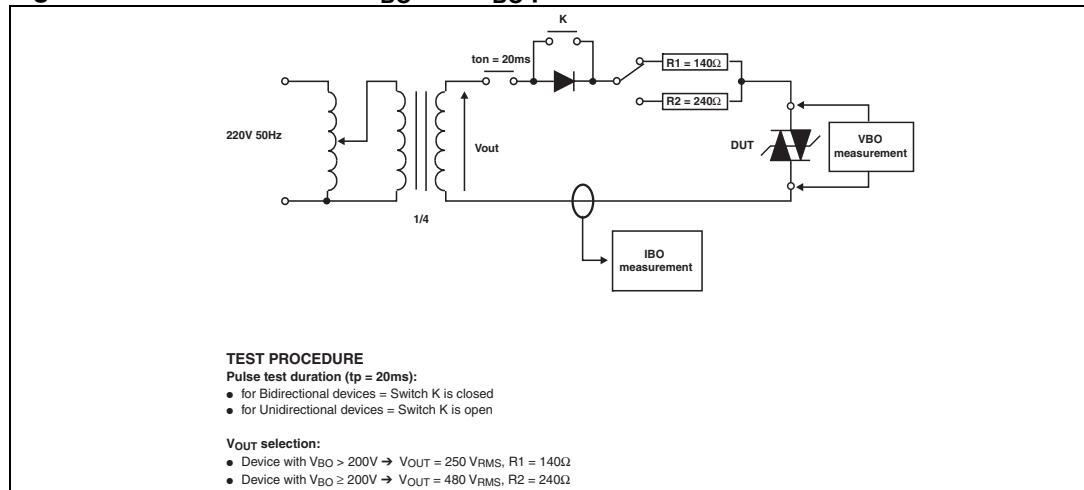 K
ton = 20ms
R1 = 140Ω
R2 = 240Ω
220V 50Hz
Vout
DUT
VBO
measurement
1/4
IBO
measurement
TEST PROCEDURE
Pulse test duration (tp = 20ms):
● for Bidirectional devices = Switch K is closed
● for Unidirectional devices = Switch K is open
VOUT selection:
● Device with VBO > 200V ➔ VOUT = 250 VRMS, R1 = 140Ω
● Device with VBO ≥ 200V ➔ VOUT = 480 VRMS, R2 = 240Ω